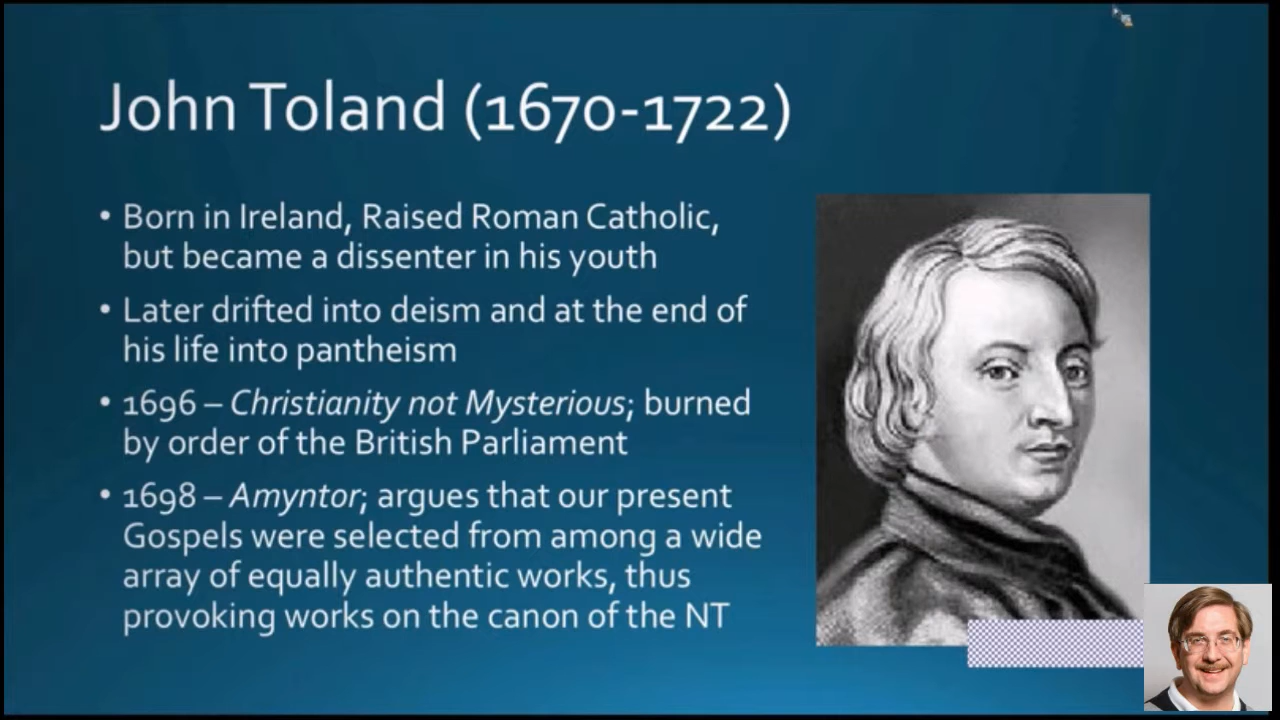 John Toland (1670-1722)
• Born in Ireland, Raised Roman Catholic,
but became a dissenter in his youth
• Later drifted into deism and at the end of
his life into pantheism
• 1696 – Christianity not Mysterious; burned
by order of the British Parliament
• 1698 – Amyntor; argues that our present
Gospels were selected from among a wide
array of equally authentic works, thus
provoking works on the canon of the NT